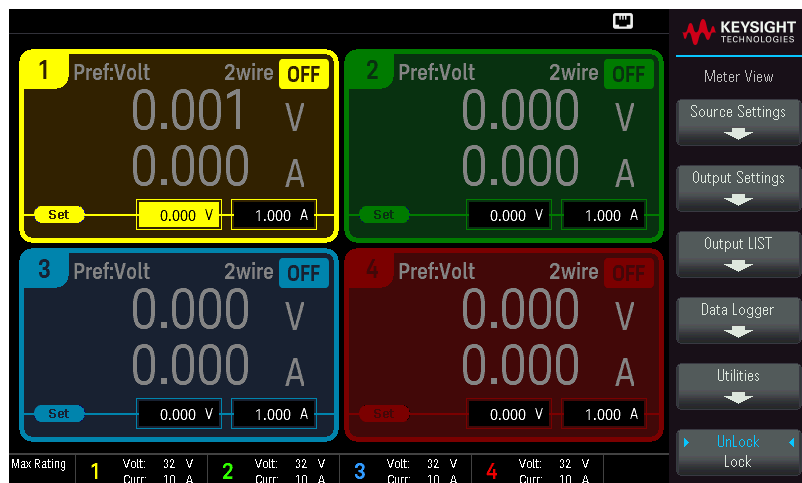 KEYSIGHT
TECHNOLOGIES
Meter View
1 Pref:Volt 2wire OFF
0.001 V
0.000 A
Set 0.000 V 1.000 A
2 Pref:Volt 2wire OFF
0.000 V
0.000 A
Set 0.000 V 1.000 A
3 Pref:Volt 2wire OFF
0.000 V
0.000 A
Set 0.000 V 1.000 A
4 Pref:Volt 2wire OFF
0.000 V
0.000 A
Set 0.000 V 1.000 A
Source Settings
Output Settings
Output LIST
Data Logger
Utilities
UnLock
Lock
Max Rating 1 Volt: 32 V 2 Volt: 32 V 3 Volt: 32 V 4 Volt: 32 V
Curr: 10 A Curr: 10 A Curr: 10 A Curr: 10 A